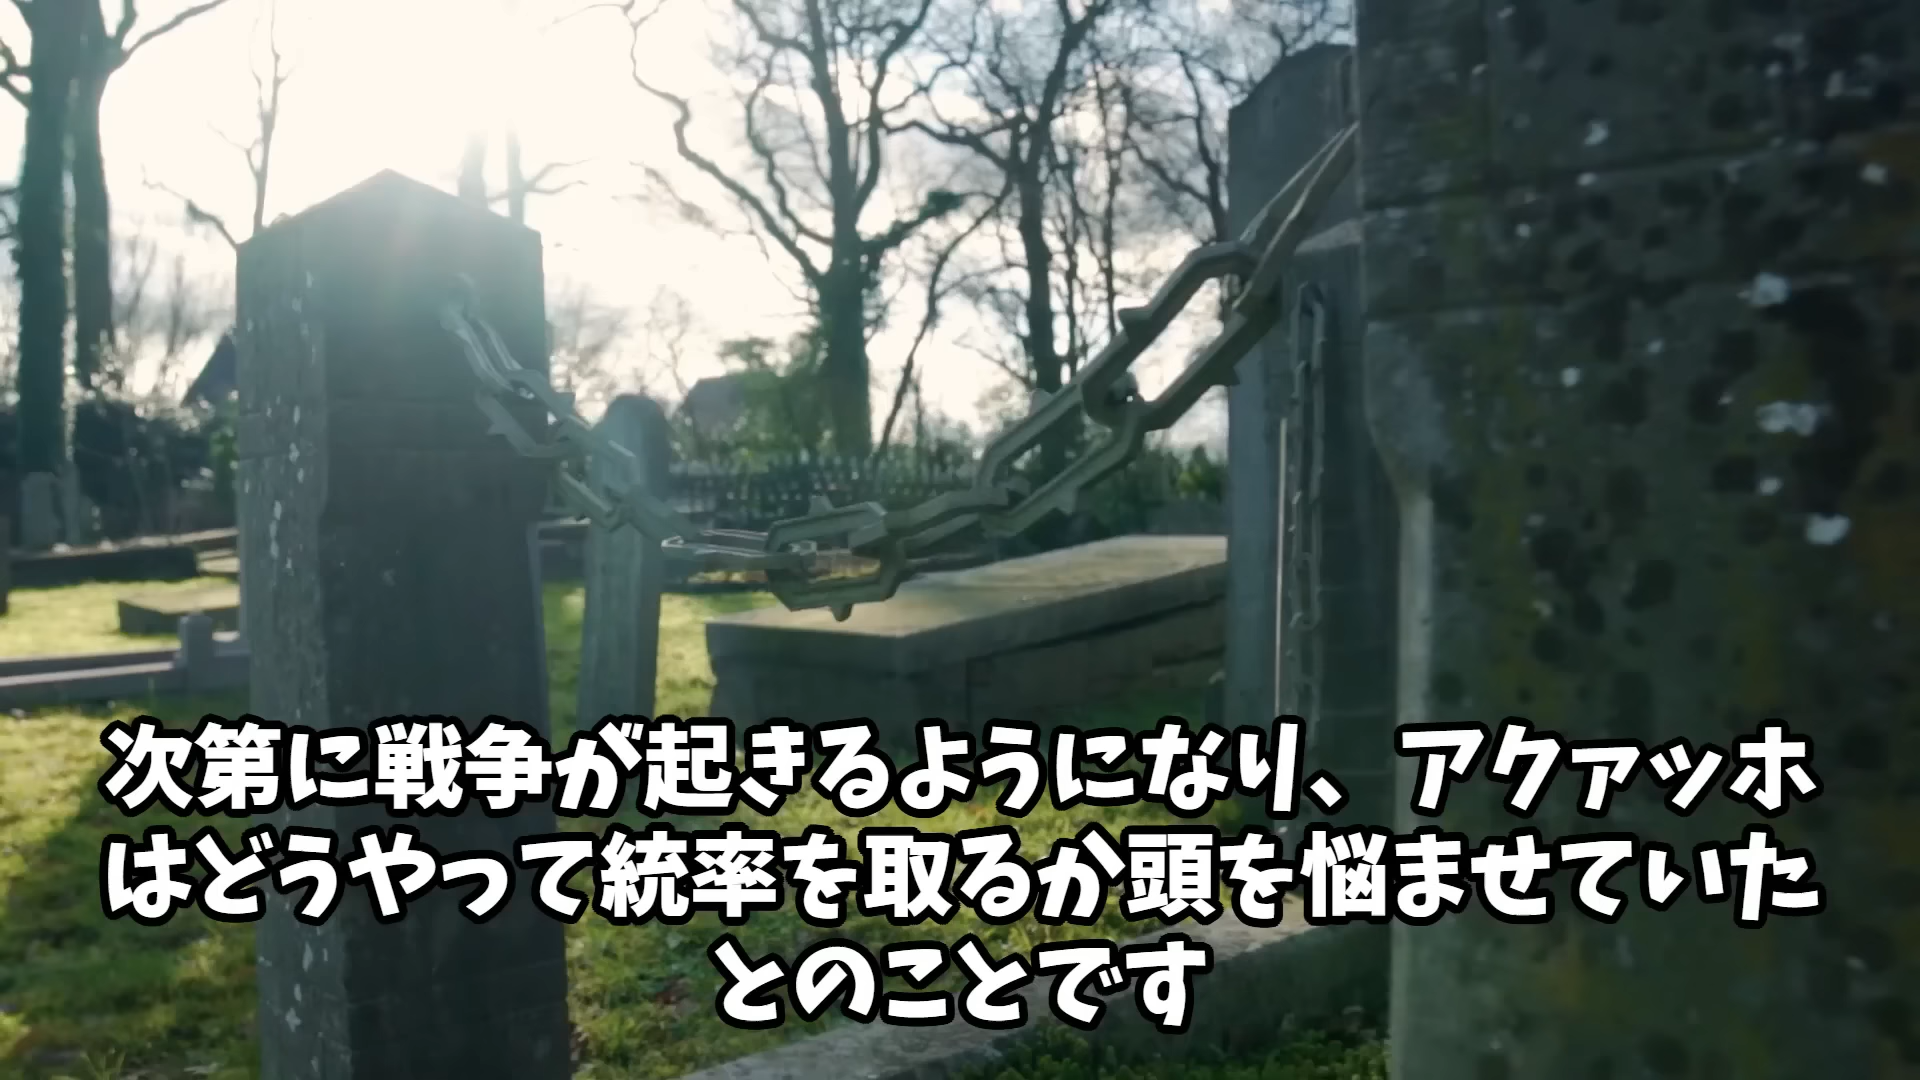 次第に戦争が起きるようになり、アクァッホ
はどうやって統率を取るか頭を悩ませていた
とのことです